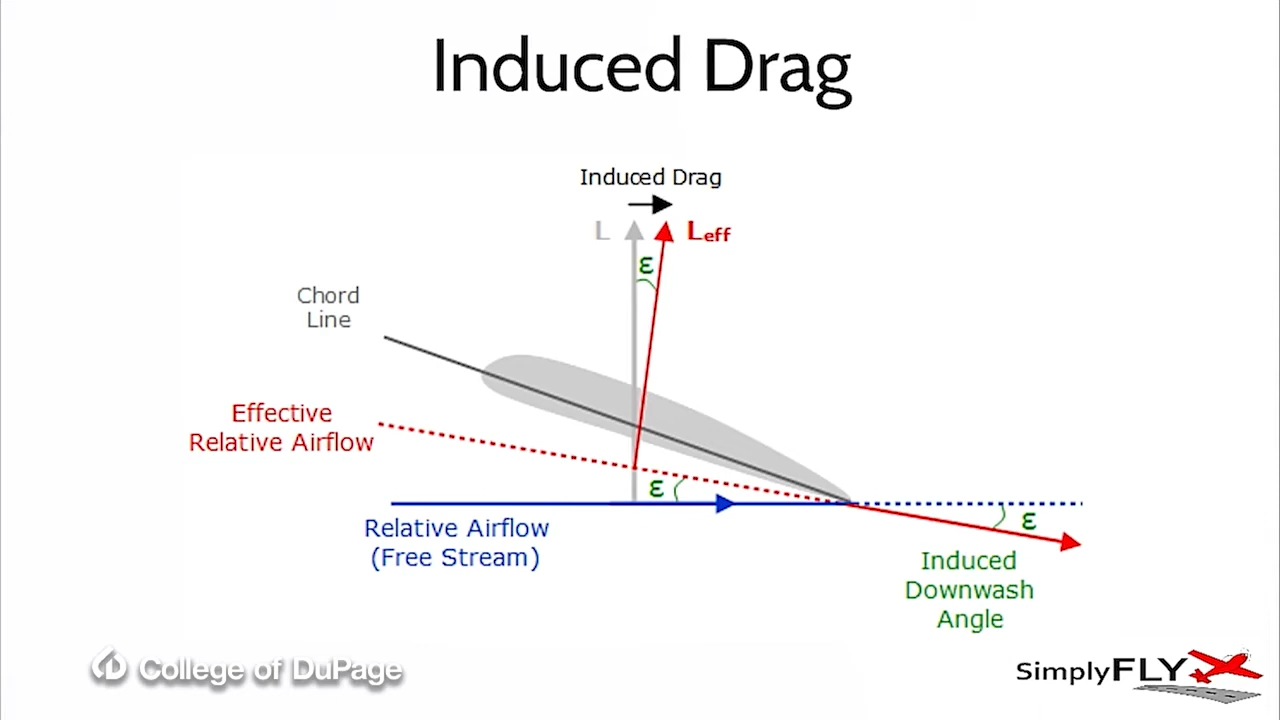 Induced Drag
Induced Drag
L
Leff
ε
Chord
Line
Effective
Relative Airflow
ε
Relative Airflow
(Free Stream)
ε
Induced
Downwash
Angle
College of DuPage
SimplyFLY